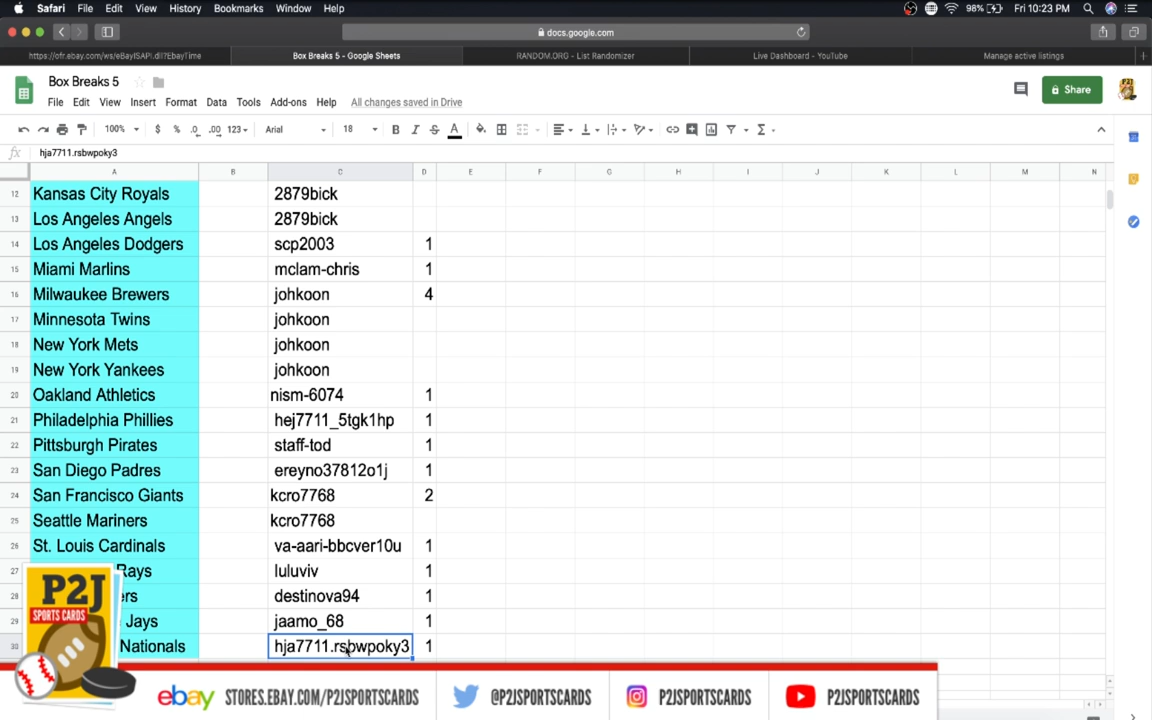 Safari File Edit View History Bookmarks Window Help 98% Fri 10:23 PM
docs.google.com
https://ofr.ebay.com/ws/eBayISAPI.dll?EbayTime Box Breaks 5 - Google Sheets RANDOM.ORG - List Randomizer Live Dashboard - YouTube Manage active listings
Box Breaks 5
File Edit View Insert Format Data Tools Add-ons Help All changes saved in Drive
Share
100% $ % .0 .00 123 Arial 18 B I S A
fx hja7711.rsbwpoky3
A B C D E F G H I J K L M N
12 Kansas City Royals 2879bick
13 Los Angeles Angels 2879bick
14 Los Angeles Dodgers scp2003 1
15 Miami Marlins mclam-chris 1
16 Milwaukee Brewers johkoon 4
17 Minnesota Twins johkoon
18 New York Mets johkoon
19 New York Yankees johkoon
20 Oakland Athletics nism-6074 1
21 Philadelphia Phillies hej7711_5tgk1hp 1
22 Pittsburgh Pirates staff-tod 1
23 San Diego Padres ereyno37812o1j 1
24 San Francisco Giants kcro7768 2
25 Seattle Mariners kcro7768
26 St. Louis Cardinals va-aari-bbcver10u 1
27 Rays luluviv 1
28 ers destinova94 1
29 Jays jaamo_68 1
30 Nationals hja7711.rsbwpoky3 1
P2J
SPORTS CARDS
ebay STORES.EBAY.COM/P2JSPORTSCARDS @P2JSPORTSCARDS P2JSPORTSCARDS P2JSPORTSCARDS